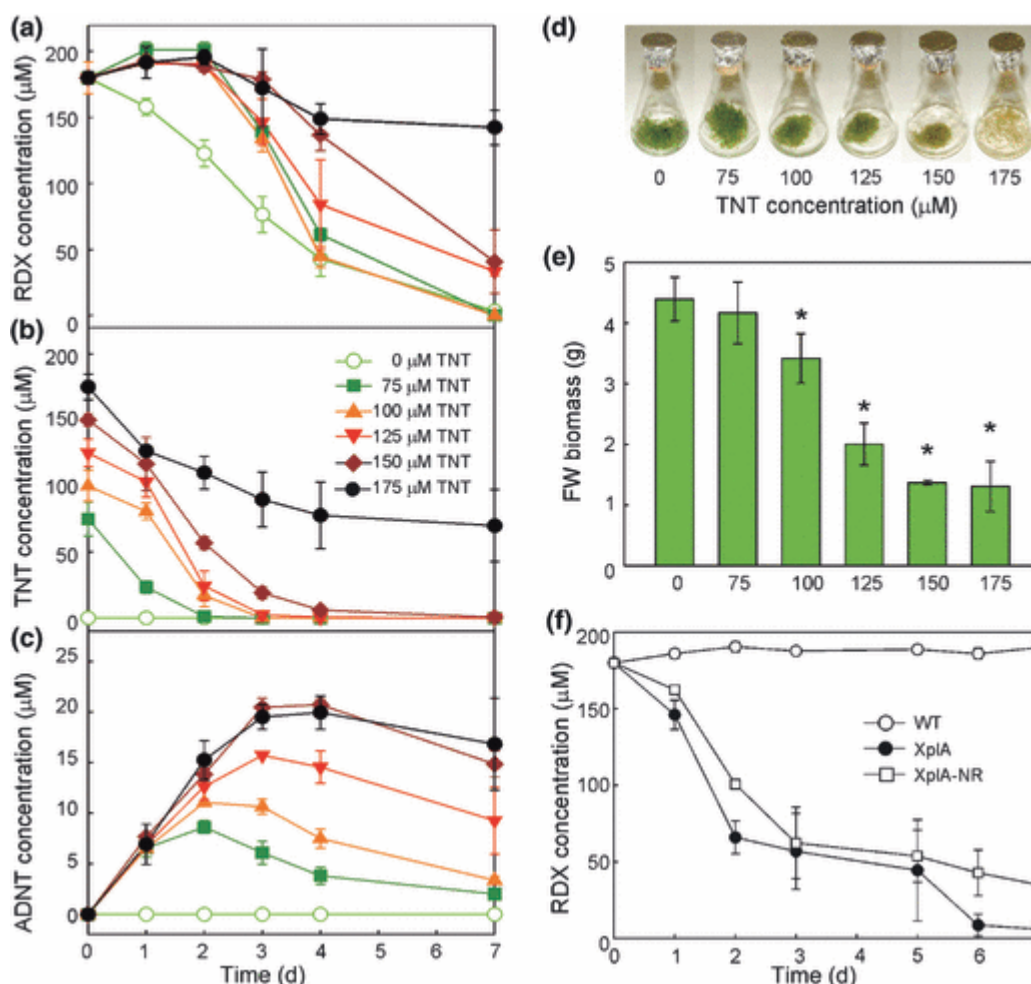 (a)
200
150
100
50
0
RDX concentration (µM)
(b)
200
150
100
50
0
TNT concentration (µM)
0 µM TNT
75 µM TNT
100 µM TNT
125 µM TNT
150 µM TNT
175 µM TNT
(c)
25
20
15
10
5
0
ADNT concentration (µM)
0 1 2 3 4 7
Time (d)
(d)
0 75 100 125 150 175
TNT concentration (µM)
(e)
5
4
3
2
1
0
FW biomass (g)
* * * *
0 75 100 125 150 175
(f)
200
150
100
50
0
RDX concentration (µM)
WT
XplA
XplA-NR
0 1 2 3 4 5 6
Time (d)